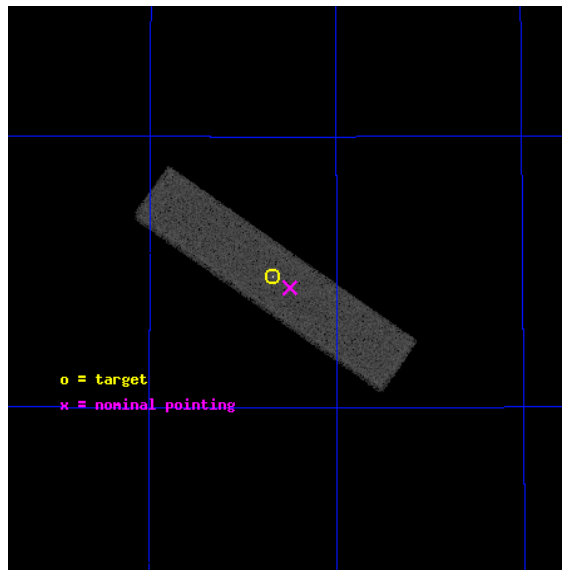 o = target
x = nominal pointing